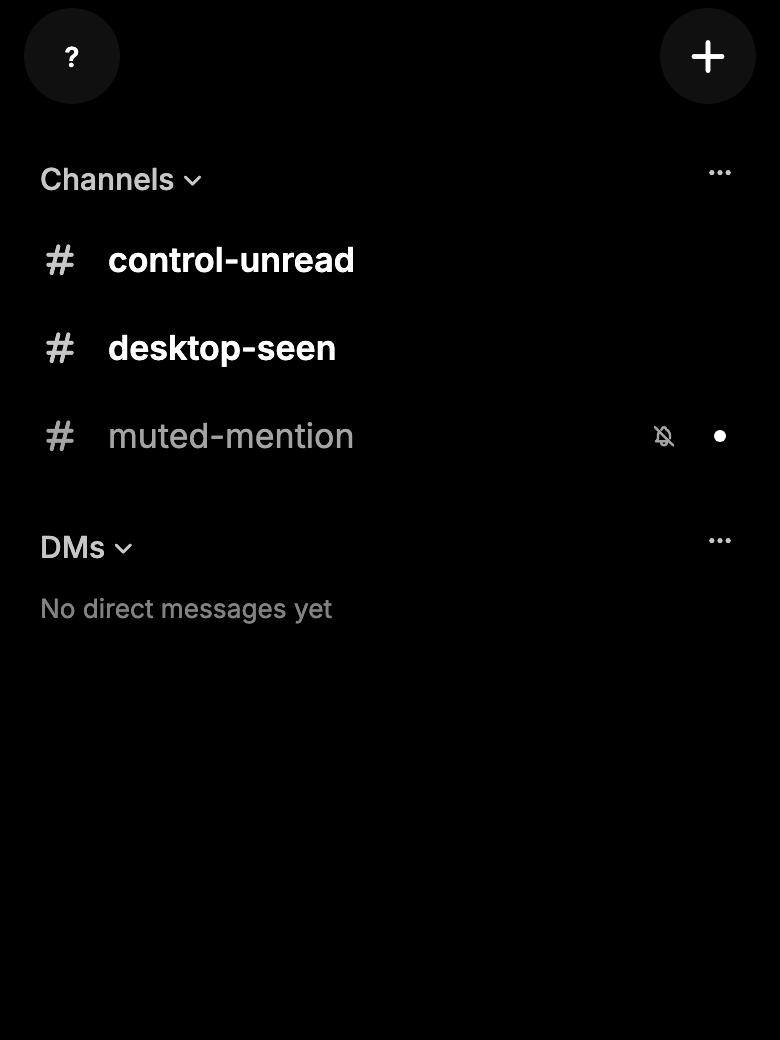 ?
Channels
# control-unread
# desktop-seen
# muted-mention
DMs
No direct messages yet